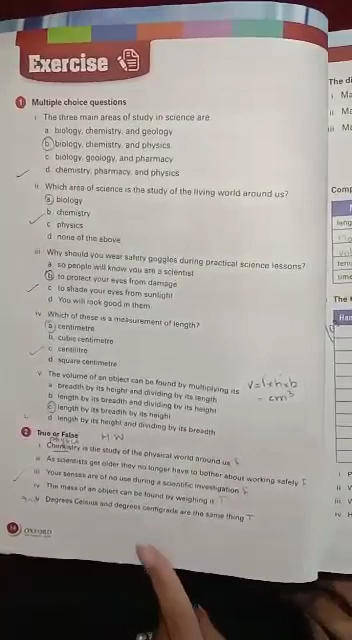 Exercise
1 Multiple choice questions
i The three main areas of study in science are
a biology, chemistry, and geology
b biology, chemistry, and physics
c biology, geology, and pharmacy
d chemistry, pharmacy, and physics
ii Which area of science is the study of the living world around us?
a biology
b chemistry
c physics
d none of the above
iii Why should you wear safety goggles during practical science lessons?
a so people will know you are a scientist
b to protect your eyes from damage
c to shade your eyes from sunlight
d You will look good in them
iv Which of these is a measurement of length?
a centimetre
b cubic centimetre
c centilitre
d square centimetre
v The volume of an object can be found by multiplying its
a breadth by its height and dividing by its length
b length by its breadth and dividing by its height
c length by its breadth by its height
d length by its height and dividing by its breadth
V=l×h×b
- cm³
2 True or False
H W
Physics
i Chemistry is the study of the physical world around us F
ii As scientists get older they no longer have to bother about working safely F
iii Your senses are of no use during a scientific investigation F
iv The mass of an object can be found by weighing it T
v Degrees Celsius and degrees centigrade are the same thing T
14 OXFORD
The di
i Ma
ii Ma
iii Ma
Comp
leng
time
The